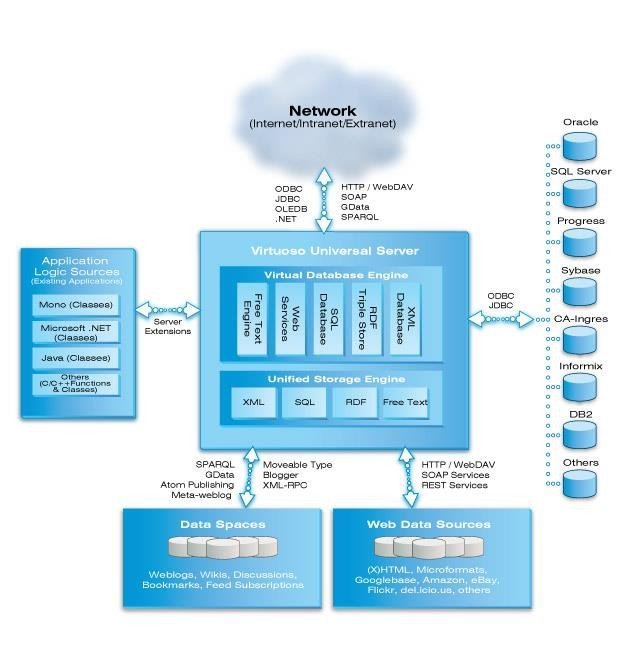 Network
(Internet/Intranet/Extranet)
ODBC
JDBC
OLEDB
.NET
HTTP / WebDAV
SOAP
GData
SPARQL
Virtuoso Universal Server
Virtual Database Engine
Free Text
Engine
Web
Services
SQL
Database
RDF
Triple Store
XML
Database
Unified Storage Engine
XML
SQL
RDF
Free Text
Application
Logic Sources
(Existing Applications)
Mono (Classes)
Microsoft .NET
(Classes)
Java (Classes)
Others
(C/C++Functions
& Classes)
Server
Extensions
ODBC
JDBC
Oracle
SQL Server
Progress
Sybase
CA-Ingres
Informix
DB2
Others
SPARQL
GData
Atom Publishing
Meta-weblog
Moveable Type
Blogger
XML-RPC
HTTP / WebDAV
SOAP Services
REST Services
Data Spaces
Weblogs, Wikis, Discussions,
Bookmarks, Feed Subscriptions
Web Data Sources
(X)HTML, Microformats,
Googlebase, Amazon, eBay,
Flickr, del.icio.us, others